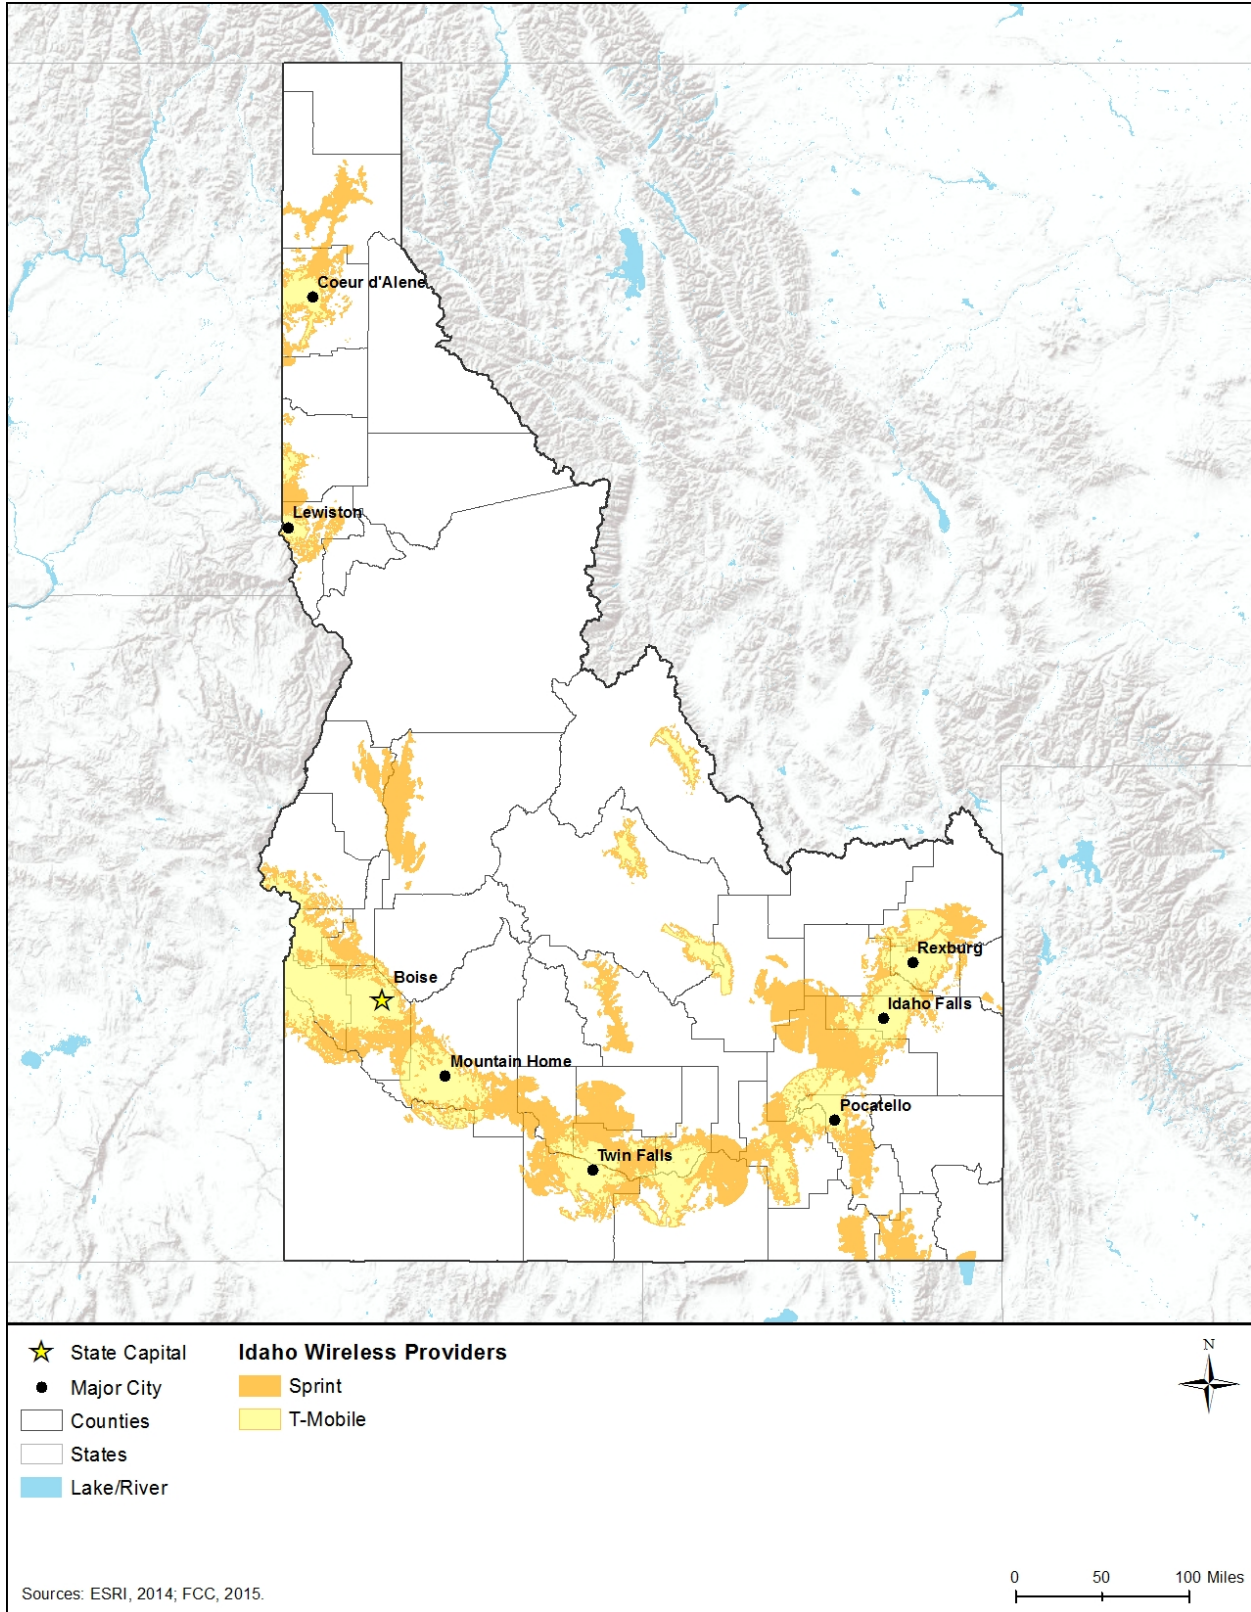 Coeur d'Alene
Lewiston
Rexburg
Boise
Idaho Falls
Mountain Home
Pocatello
Twin Falls
State Capital
Major City
Counties
States
Lake/River
Idaho Wireless Providers
Sprint
T-Mobile
N
0 50 100 Miles
Sources: ESRI, 2014; FCC, 2015.